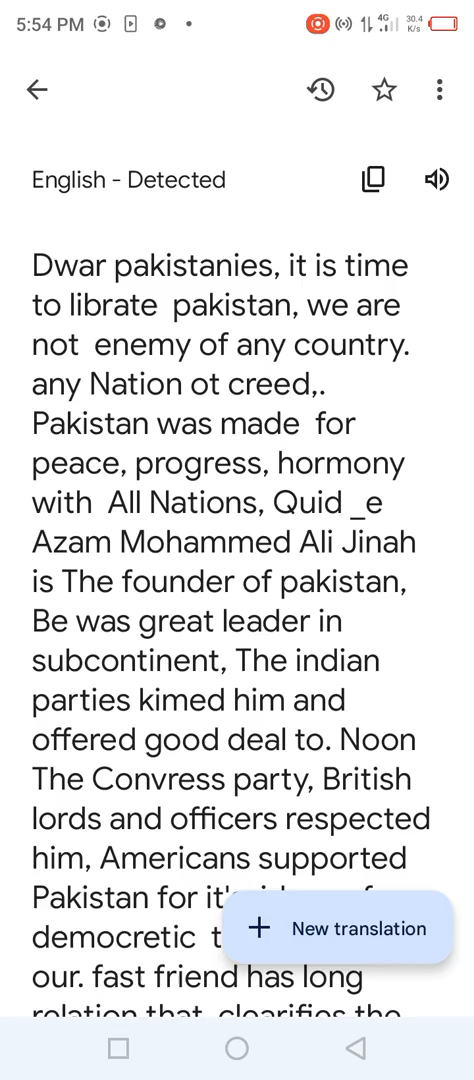 5:54 PM
4G
30.4
K/s
English - Detected
Dwar pakistanies, it is time
to librate pakistan, we are
not enemy of any country.
any Nation ot creed,.
Pakistan was made for
peace, progress, hormony
with All Nations, Quid _e
Azam Mohammed Ali Jinah
is The founder of pakistan,
Be was great leader in
subcontinent, The indian
parties kimed him and
offered good deal to. Noon
The Convress party, British
lords and officers respected
him, Americans supported
Pakistan for it'
democretic t
New translation
our. fast friend has long
relation that clearifies the